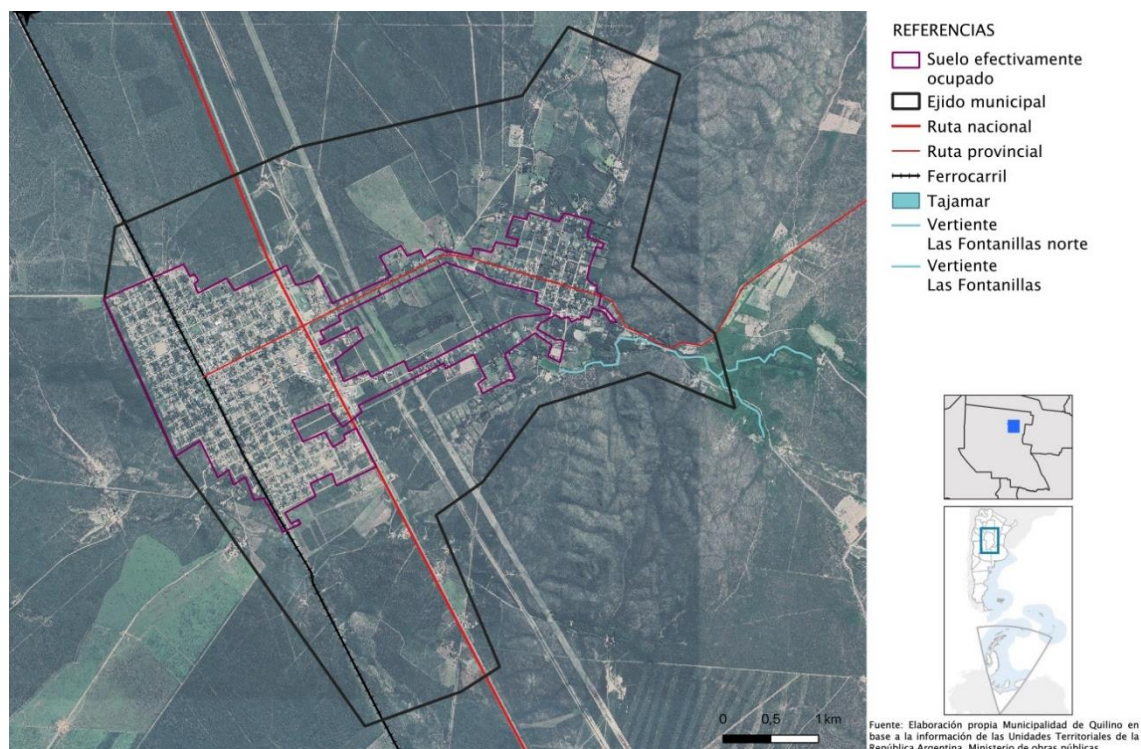 REFERENCIAS
Suelo efectivamente
ocupado
Ejido municipal
Ruta nacional
Ruta provincial
Ferrocarril
Tajamar
Vertiente
Las Fontanillas norte
Vertiente
Las Fontanillas
0 0,5 1 km
Fuente: Elaboración propia Municipalidad de Quilino en
base a la información de las Unidades Territoriales de la
República Argentina. Ministerio de obras públicas